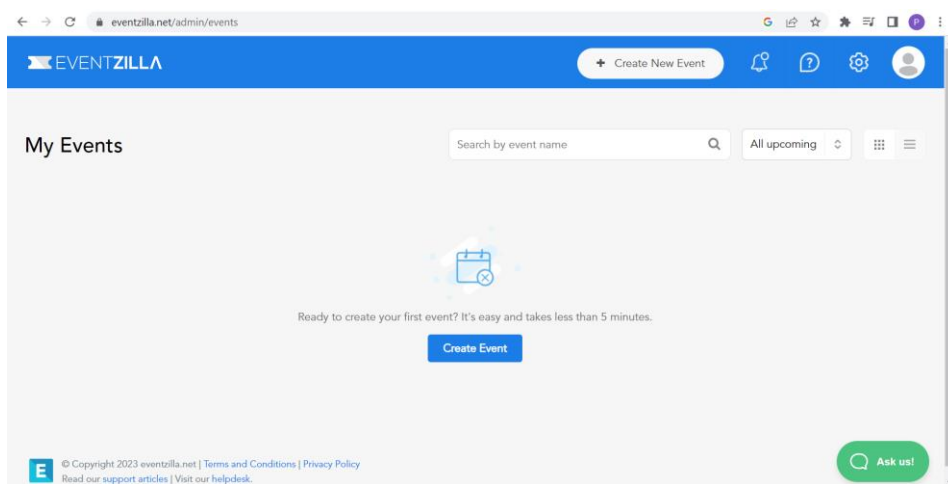 eventzilla.net/admin/events
G
P
EVENTZILLA
+ Create New Event
?
My Events
Search by event name
All upcoming
Ready to create your first event? It's easy and takes less than 5 minutes.
Create Event
E
© Copyright 2023 eventzilla.net | Terms and Conditions | Privacy Policy
Read our support articles | Visit our helpdesk.
Ask us!